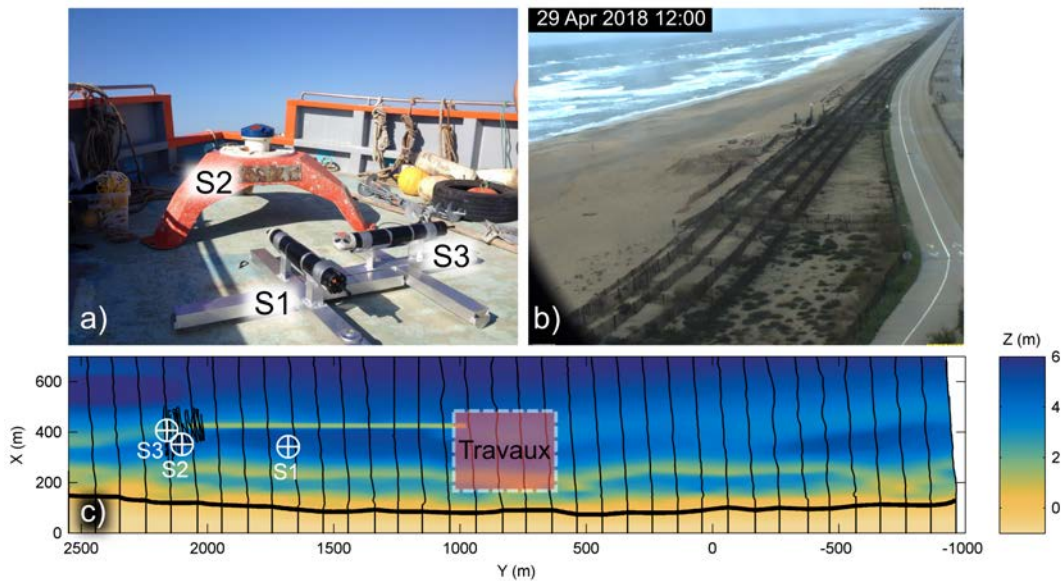 S2
S1
S3
a)
29 Apr 2018 12:00
b)
Z (m)
6
4
2
0
X (m)
600
400
200
0
S3
S2
S1
Travaux
c)
2500
2000
1500
1000
500
0
-500
-1000
Y (m)